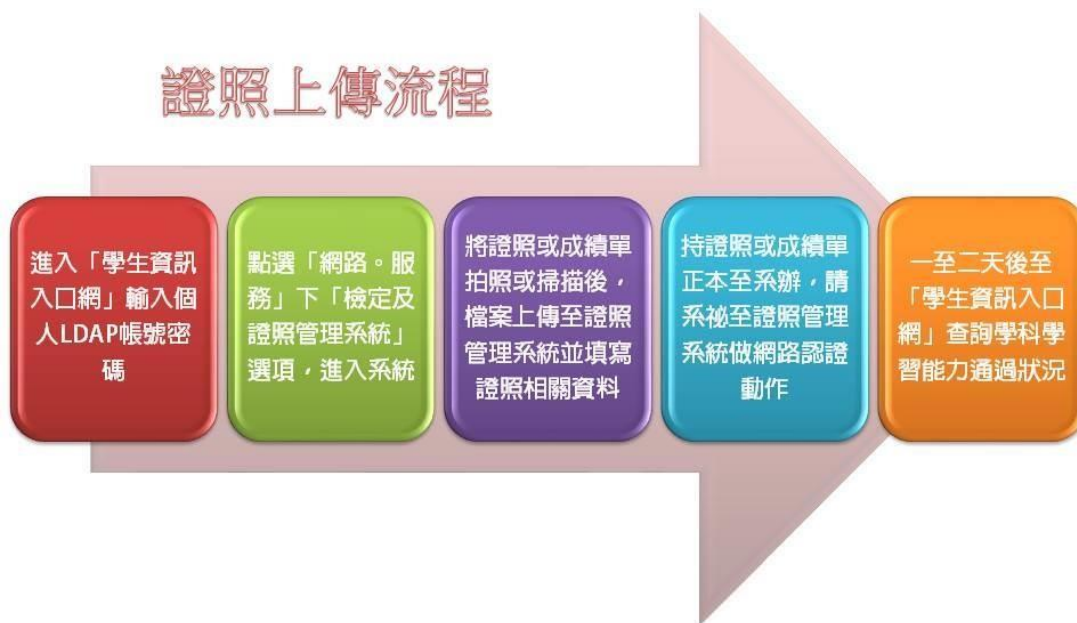 證照上傳流程
進入「學生資訊
入口網」輸入個
人LDAP帳號密
碼
點選「網路。服
務」下「檢定及
證照管理系統」
選項，進入系統
將證照或成績單
拍照或掃描後，
檔案上傳至證照
管理系統並填寫
證照相關資料
持證照或成績單
正本至系辦，請
系祕至證照管理
系統做網路認證
動作
一至二天後至
「學生資訊入口
網」查詢學科學
習能力通過狀況